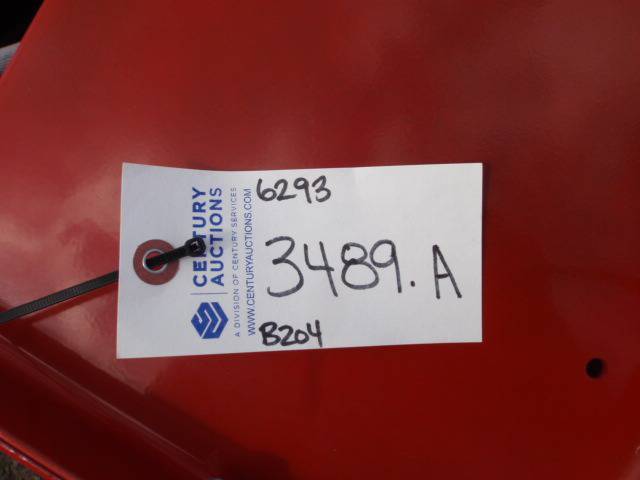 CENTURY
AUCTIONS
A DIVISION OF CENTURY SERVICES
WWW.CENTURYAUCTIONS.COM
6293
3489.A
B204